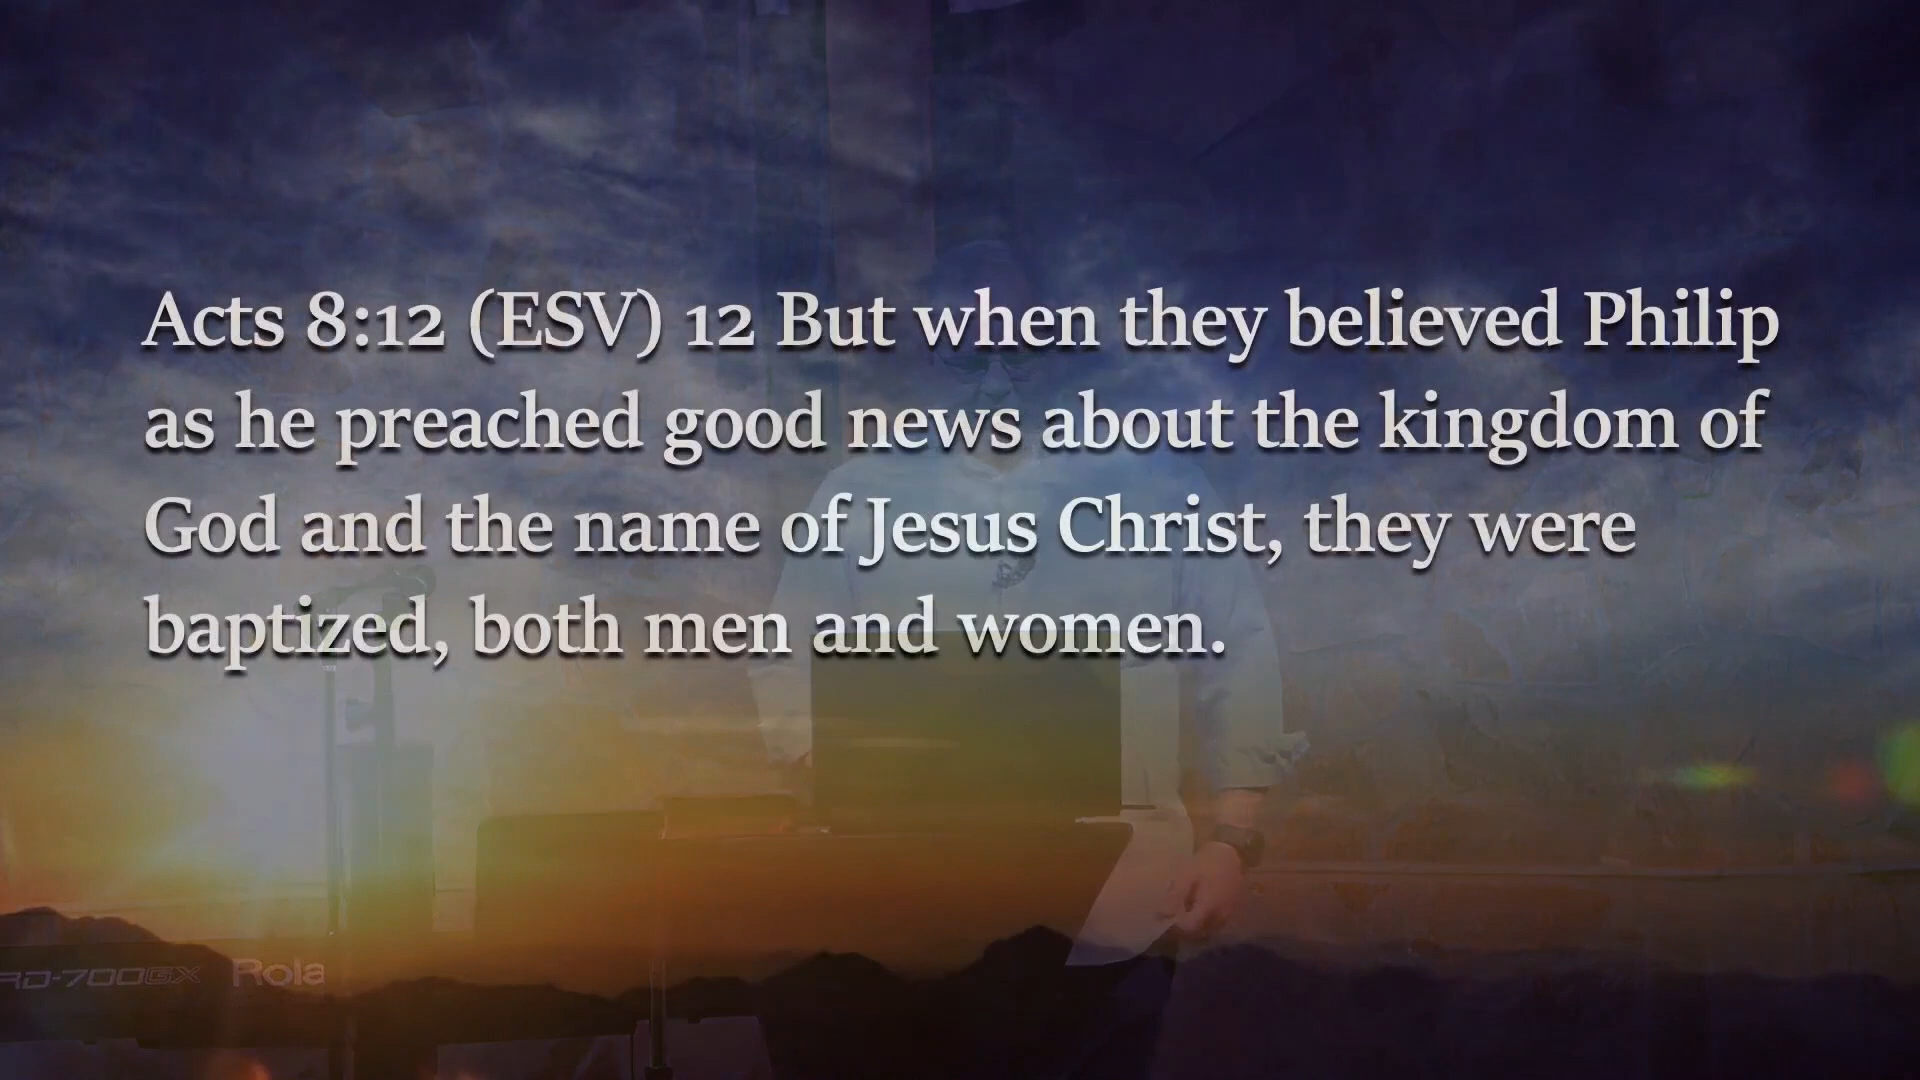 Acts 8:12 (ESV) 12 But when they believed Philip
as he preached good news about the kingdom of
God and the name of Jesus Christ, they were
baptized, both men and women.
RD-700GX Rola